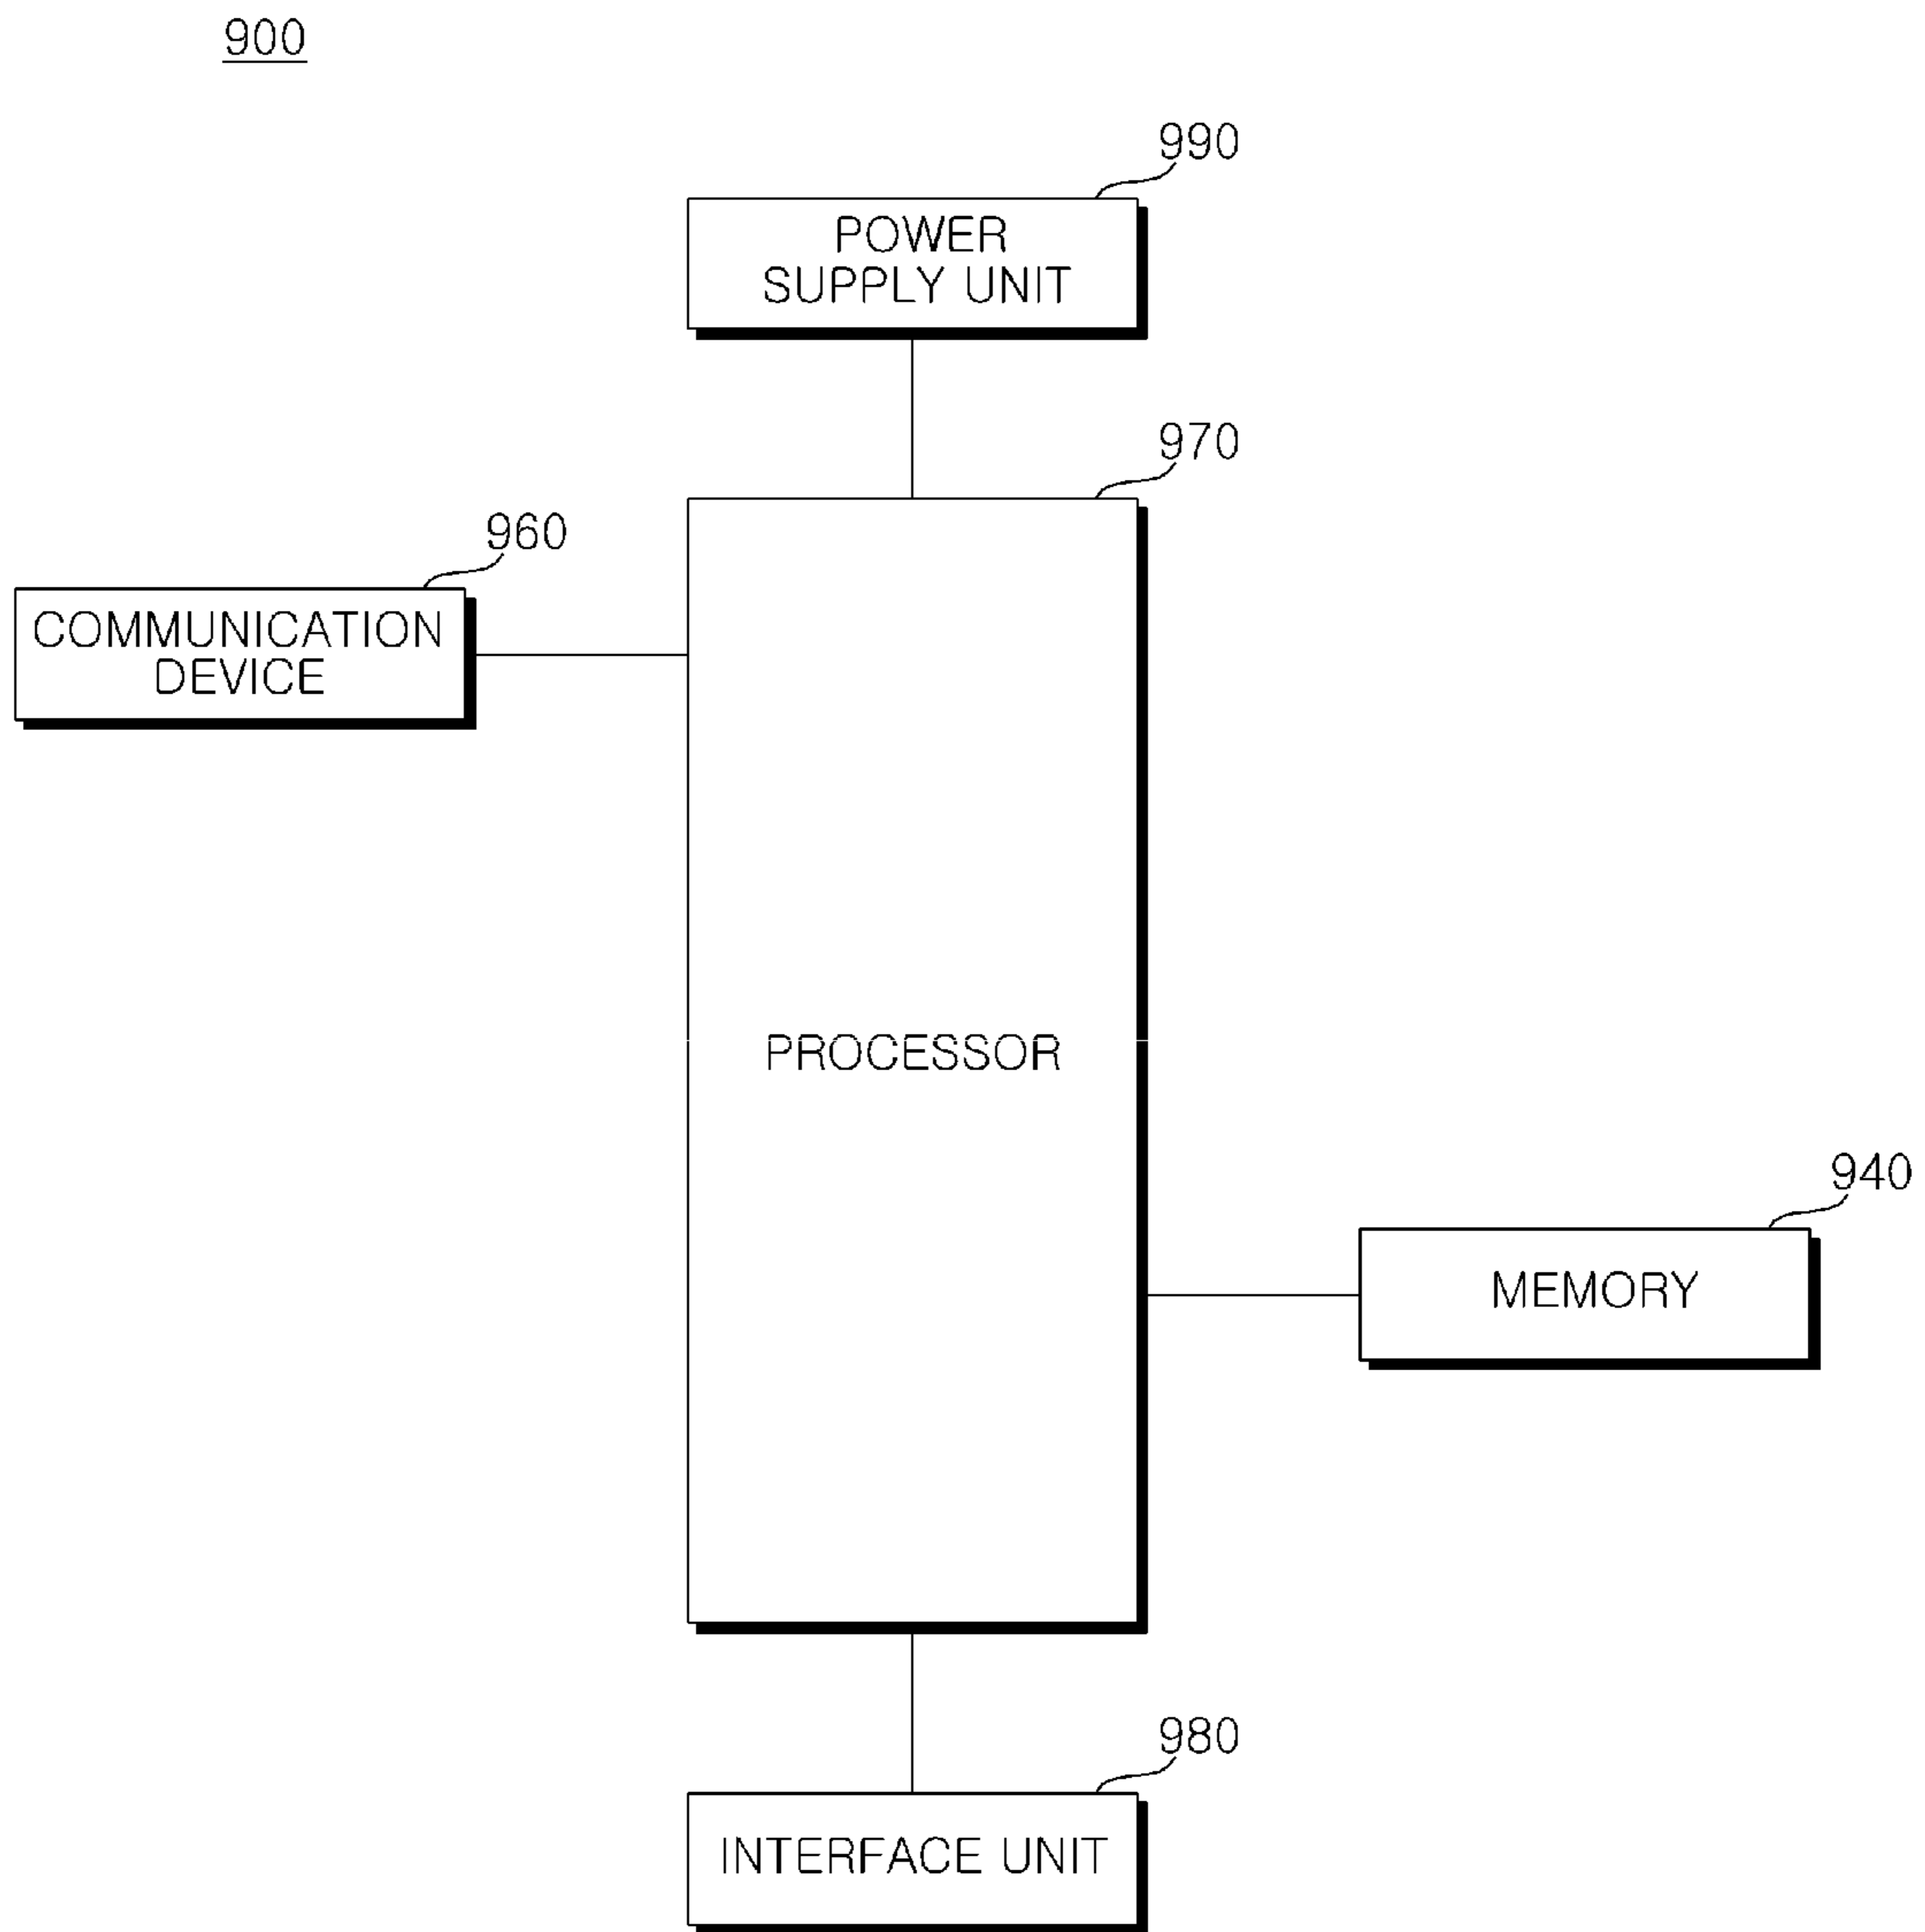 900
990
POWER
SUPPLY UNIT
970
960
COMMUNICATION
DEVICE
PROCESSOR
940
MEMORY
980
INTERFACE UNIT